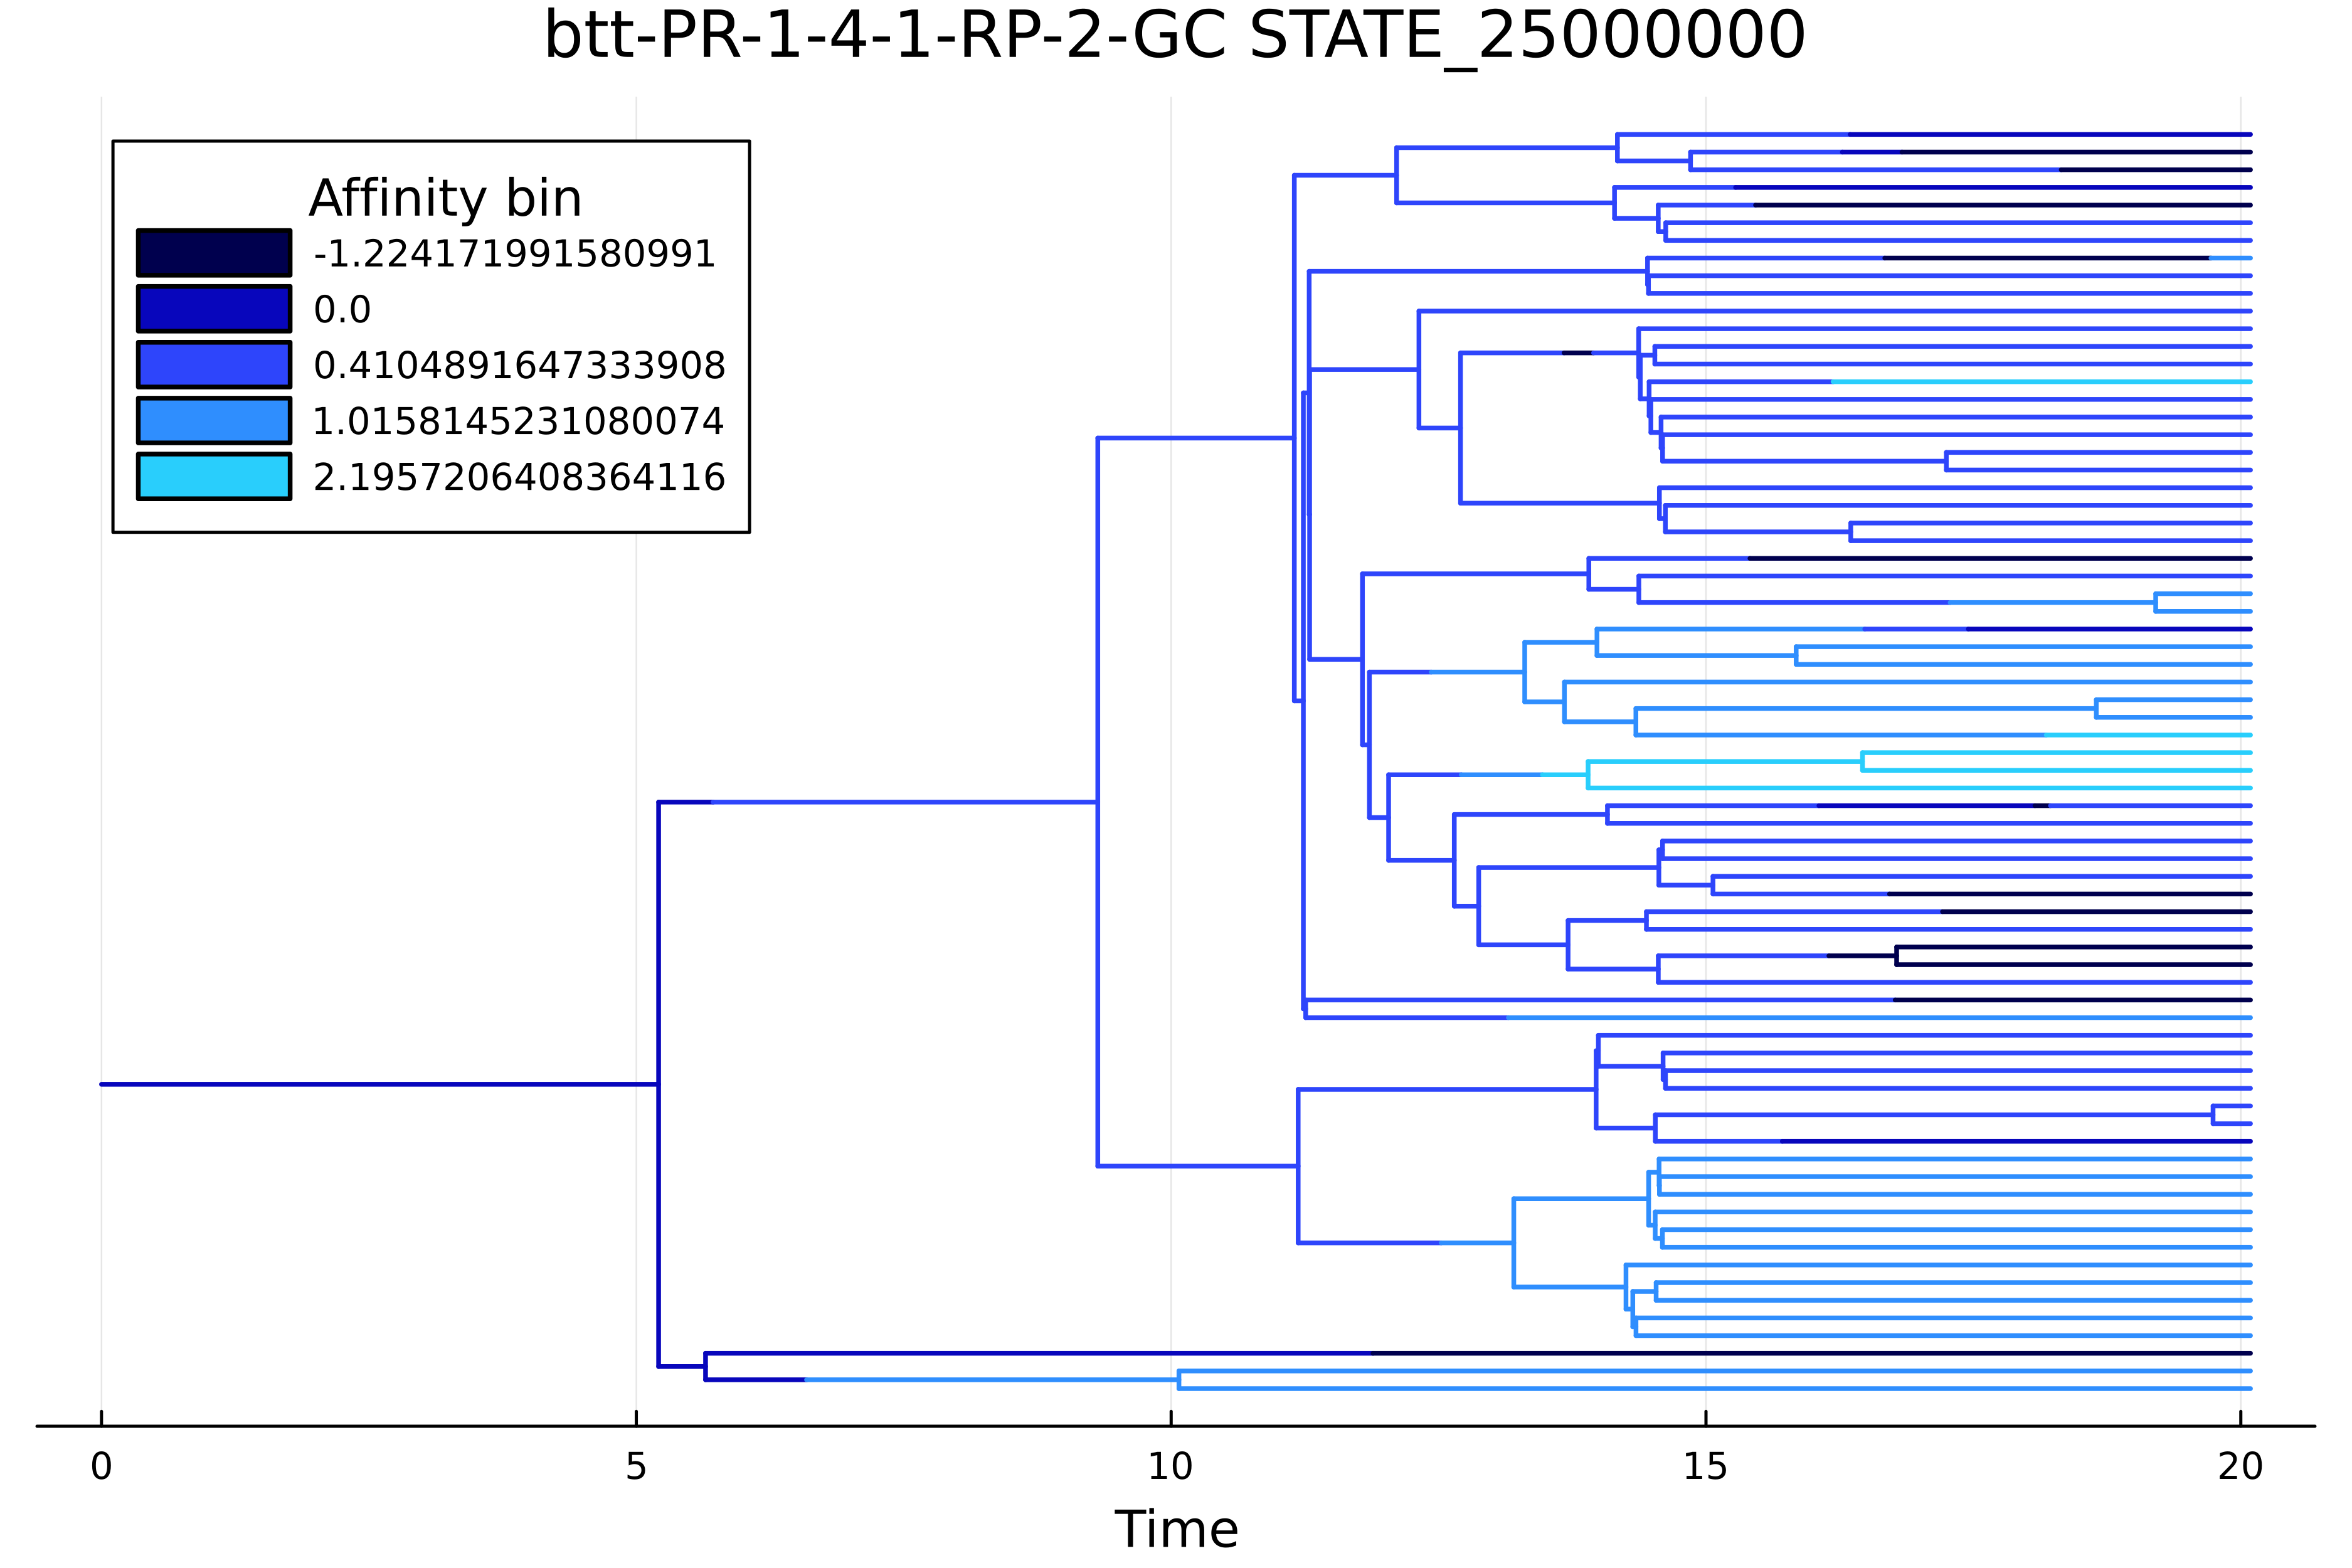 btt-PR-1-4-1-RP-2-GC STATE_25000000
Affinity bin
-1.224171991580991
0.0
0.4104891647333908
1.0158145231080074
2.1957206408364116
0 5 10 15 20
Time